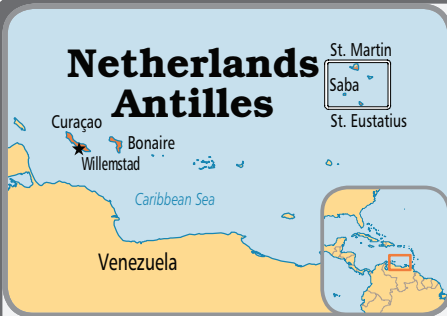 Netherlands
Antilles
St. Martin
Saba
St. Eustatius
Curaçao
Bonaire
Willemstad
Caribbean Sea
Venezuela